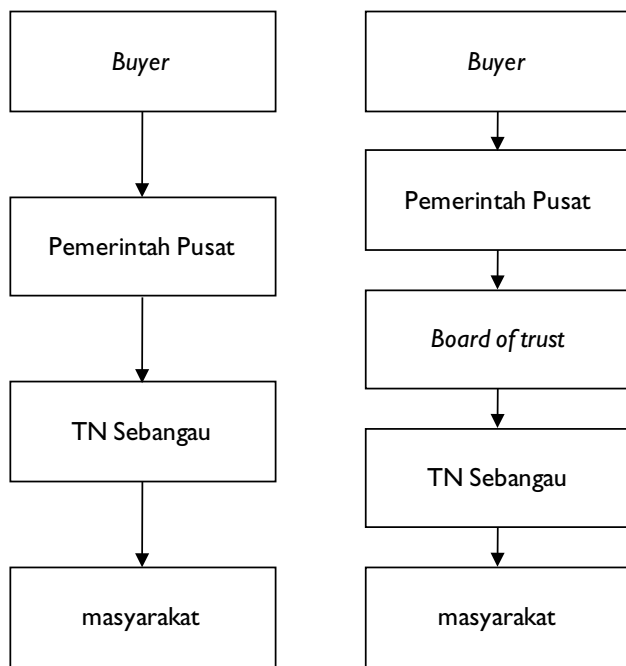 Buyer
Pemerintah Pusat
TN Sebangau
masyarakat
Buyer
Pemerintah Pusat
Board of trust
TN Sebangau
masyarakat